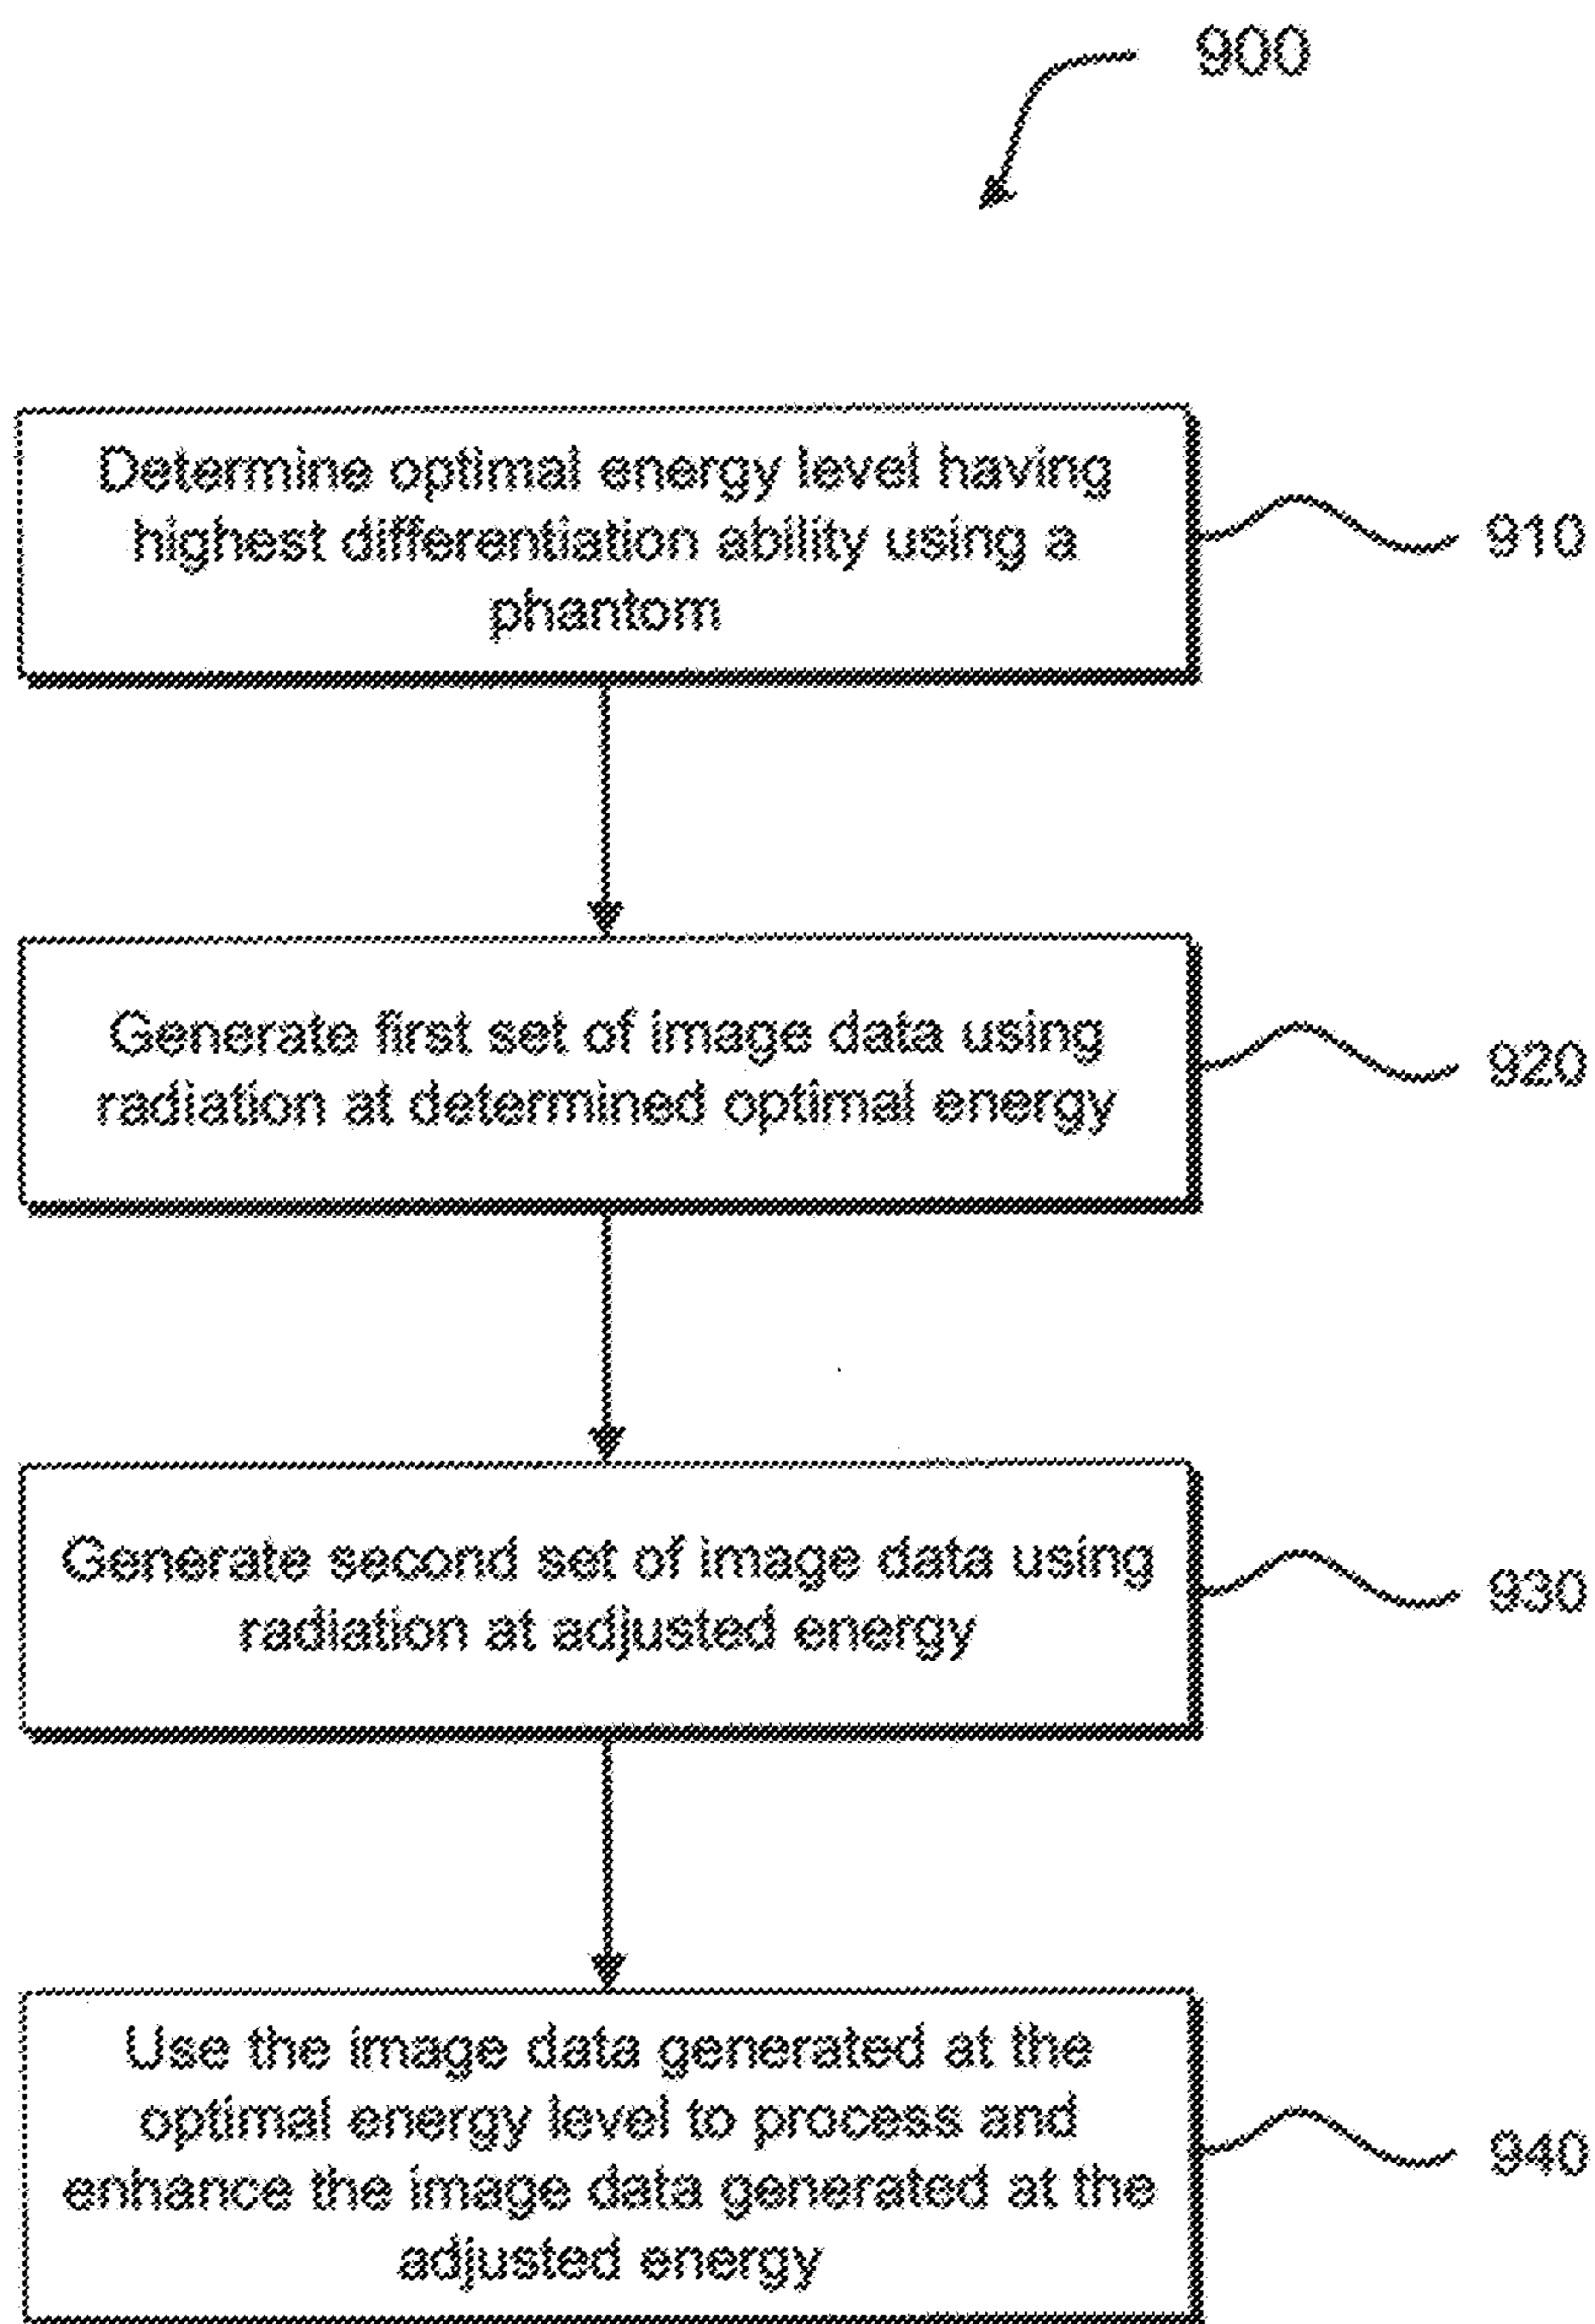 900
Determine optimal energy level having
highest differentiation ability using a
phantom
910
Generate first set of image data using
radiation at determined optimal energy
920
Generate second set of image data using
radiation at adjusted energy
930
Use the image data generated at the
optimal energy level to process and
enhance the image data generated at the
adjusted energy
940